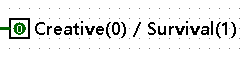 0 Creative(0) / Survival(1)